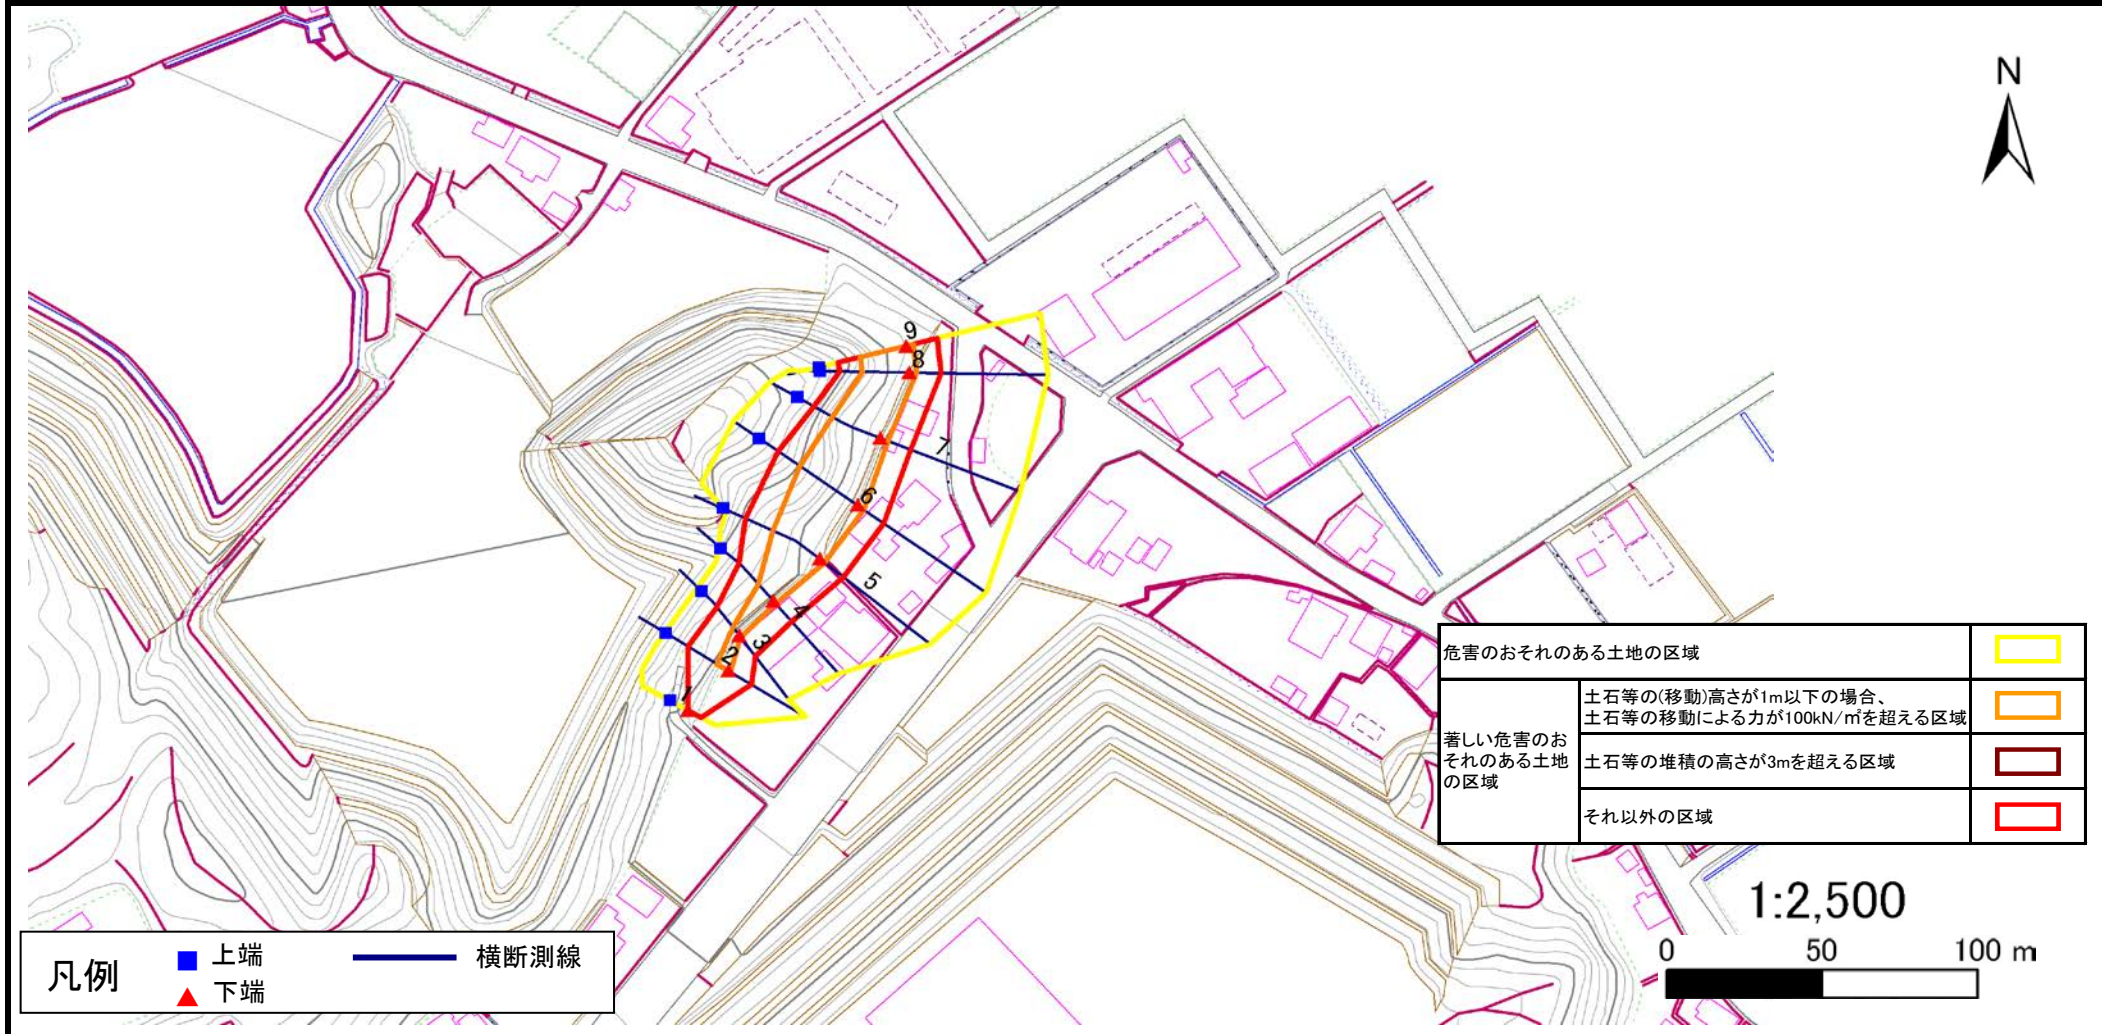 N
9
8
7
6
5
4
3
2
1
危害のおそれのある土地の区域
著しい危害のお
それのある土地
の区域
土石等の(移動)高さが1m以下の場合、
土石等の移動による力が100kN/㎡を超える区域
土石等の堆積の高さが3mを超える区域
それ以外の区域
1:2,500
0 50 100 m
凡例
上端
下端
横断測線